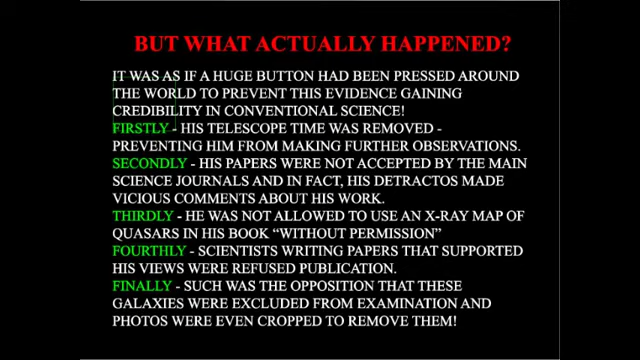 BUT WHAT ACTUALLY HAPPENED?
IT WAS AS IF A HUGE BUTTON HAD BEEN PRESSED AROUND
THE WORLD TO PREVENT THIS EVIDENCE GAINING
CREDIBILITY IN CONVENTIONAL SCIENCE!
FIRSTLY - HIS TELESCOPE TIME WAS REMOVED -
PREVENTING HIM FROM MAKING FURTHER OBSERVATIONS.
SECONDLY - HIS PAPERS WERE NOT ACCEPTED BY THE MAIN
SCIENCE JOURNALS AND IN FACT, HIS DETRACTOS MADE
VICIOUS COMMENTS ABOUT HIS WORK.
THIRDLY - HE WAS NOT ALLOWED TO USE AN X-RAY MAP OF
QUASARS IN HIS BOOK “WITHOUT PERMISSION”
FOURTHLY - SCIENTISTS WRITING PAPERS THAT SUPPORTED
HIS VIEWS WERE REFUSED PUBLICATION.
FINALLY - SUCH WAS THE OPPOSITION THAT THESE
GALAXIES WERE EXCLUDED FROM EXAMINATION AND
PHOTOS WERE EVEN CROPPED TO REMOVE THEM!